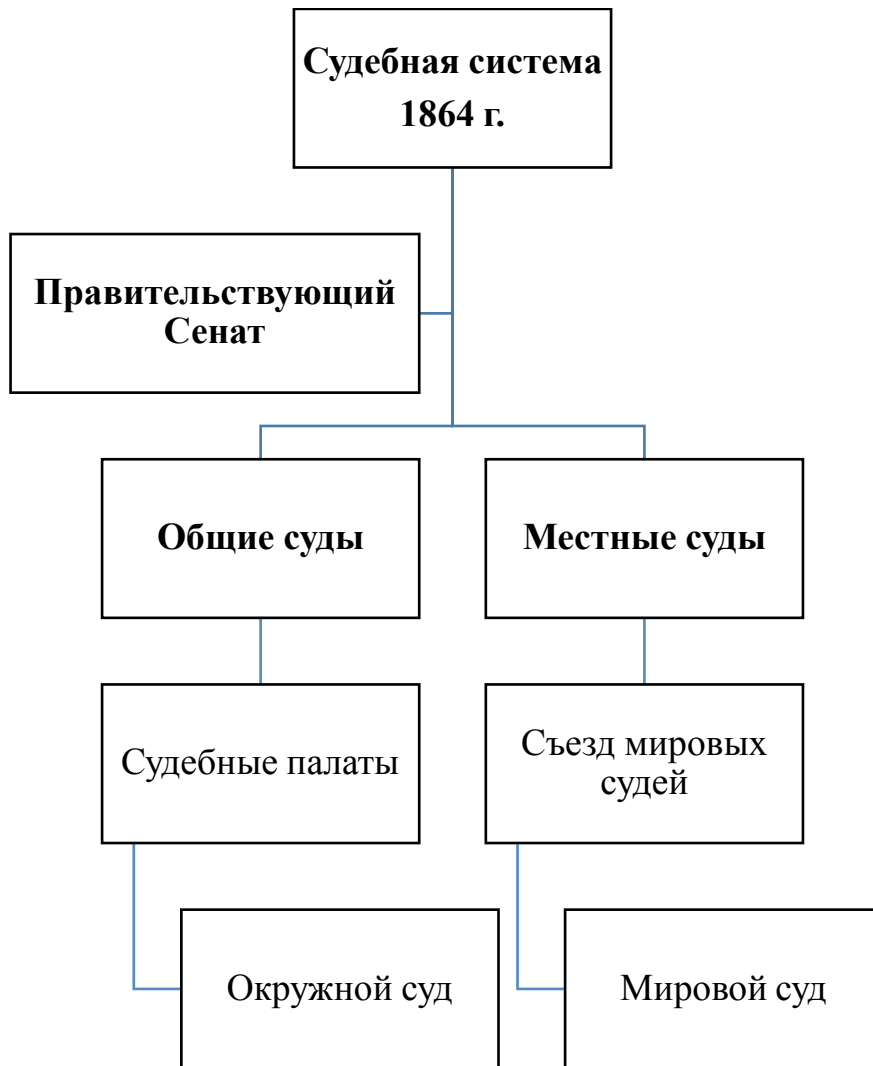 Судебная система
1864 г.
Правительствующий
Сенат
Общие суды
Местные суды
Судебные палаты
Съезд мировых
судей
Окружной суд
Мировой суд